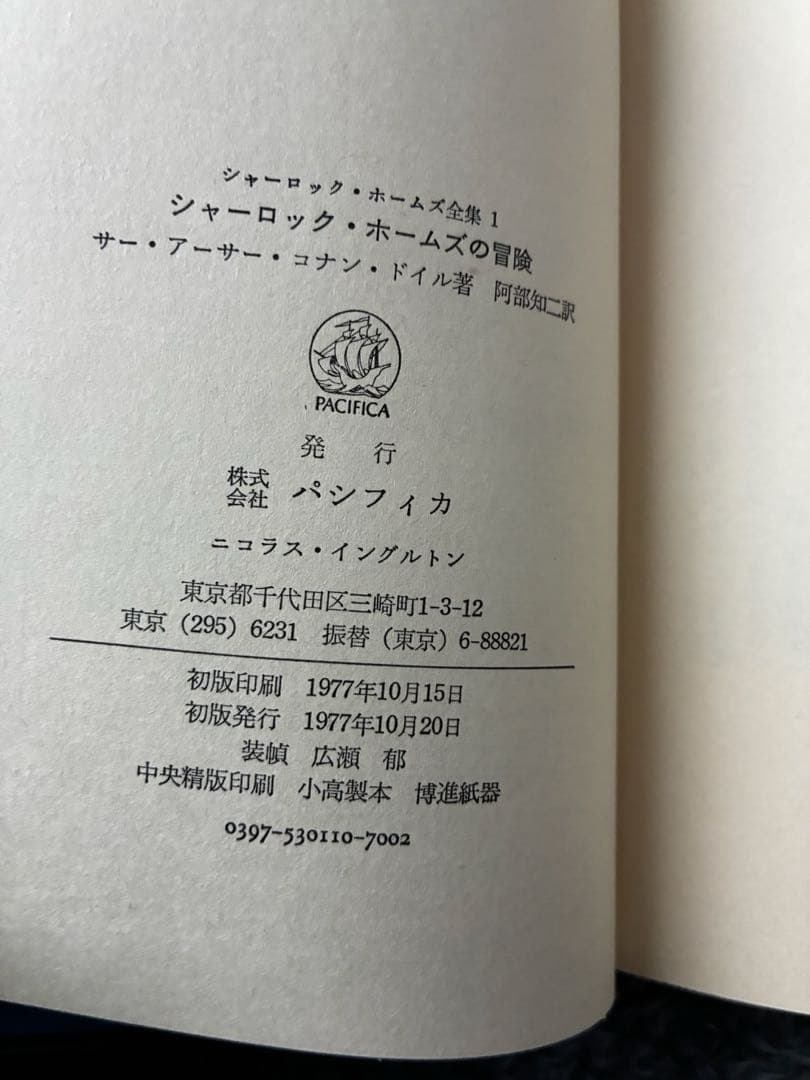 シャーロック・ホームズ全集 1
シャーロック・ホームズの冒険
サー・アーサー・コナン・ドイル著 阿部知二訳
PACIFICA
発 行
株式会社 パシフィカ
ニコラス・イングルトン
東京都千代田区三崎町1-3-12
東京 (295) 6231 振替 (東京) 6-88821
初版印刷 1977年10月15日
初版発行 1977年10月20日
装幀 広瀬 郁
中央精版印刷 小高製本 博進紙器
0397-530110-7002